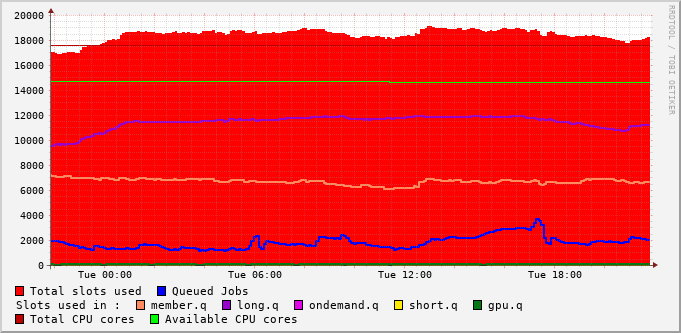 RRDTOOL / TOBI OETIKER
20000
18000
16000
14000
12000
10000
8000
6000
4000
2000
0
Tue 00:00 Tue 06:00 Tue 12:00 Tue 18:00
Total slots used Queued Jobs
Slots used in : member.q long.q ondemand.q short.q gpu.q
Total CPU cores Available CPU cores